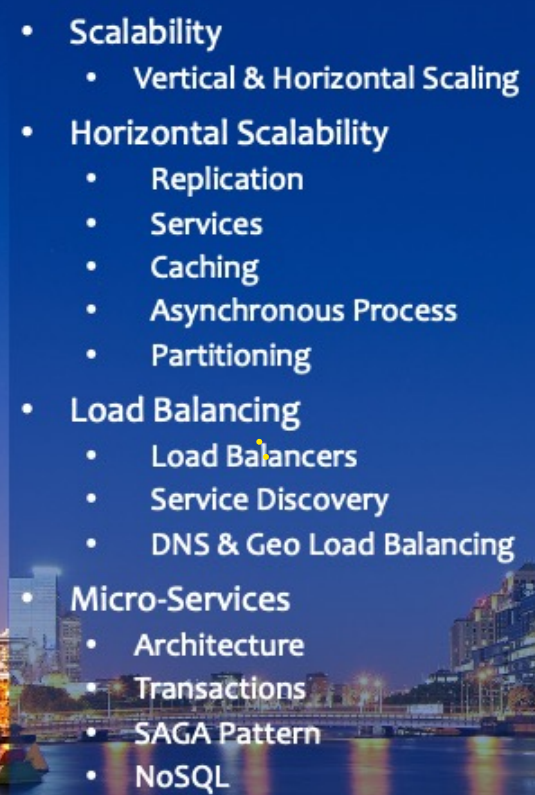 • Scalability
• Vertical & Horizontal Scaling
• Horizontal Scalability
• Replication
• Services
• Caching
• Asynchronous Process
• Partitioning
• Load Balancing
• Load Balancers
• Service Discovery
• DNS & Geo Load Balancing
• Micro-Services
• Architecture
• Transactions
• SAGA Pattern
• NoSQL